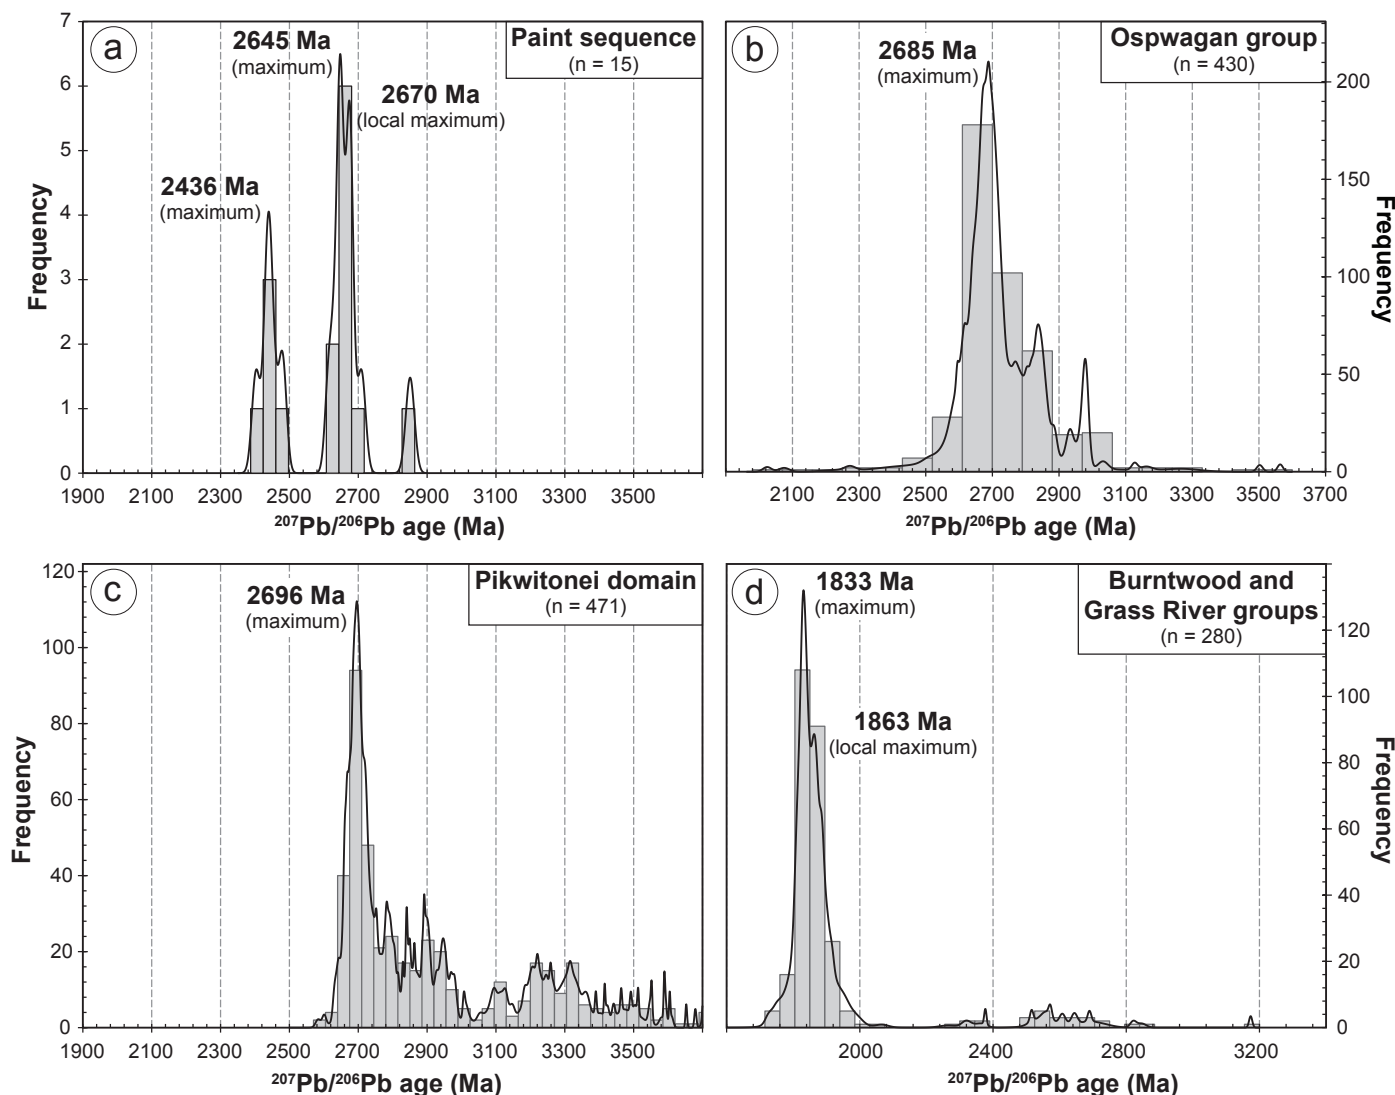 a
Paint sequence
(n = 15)
2645 Ma
(maximum)
2670 Ma
(local maximum)
2436 Ma
(maximum)
Frequency
7
6
5
4
3
2
1
0
1900 2100 2300 2500 2700 2900 3100 3300 3500
²⁰⁷Pb/²⁰⁶Pb age (Ma)
b
Ospwagan group
(n = 430)
2685 Ma
(maximum)
Frequency
200
150
100
50
0
2100 2300 2500 2700 2900 3100 3300 3500 3700
²⁰⁷Pb/²⁰⁶Pb age (Ma)
c
Pikwitonei domain
(n = 471)
2696 Ma
(maximum)
Frequency
120
100
80
60
40
20
0
1900 2100 2300 2500 2700 2900 3100 3300 3500
²⁰⁷Pb/²⁰⁶Pb age (Ma)
d
Burntwood and
Grass River groups
(n = 280)
1833 Ma
(maximum)
1863 Ma
(local maximum)
Frequency
120
100
80
60
40
20
0
2000 2400 2800 3200
²⁰⁷Pb/²⁰⁶Pb age (Ma)